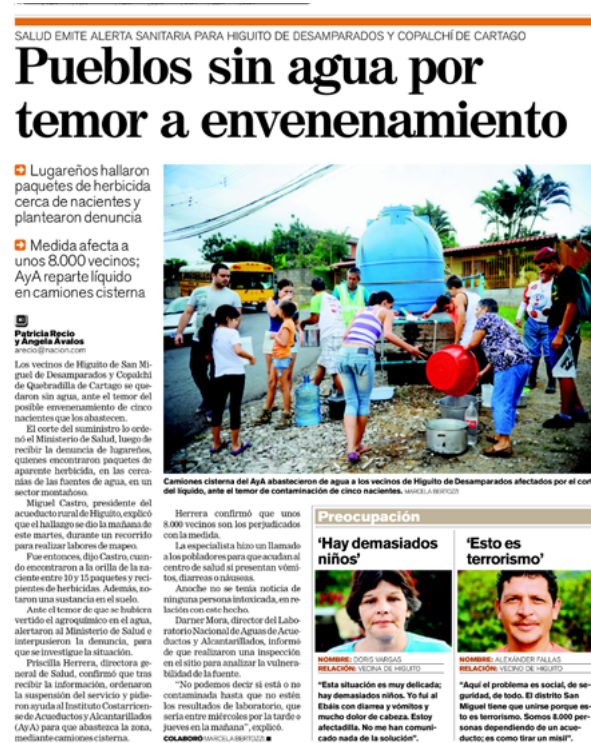 SALUD EMITE ALERTA SANITARIA PARA HIGUITO DE DESAMPARADOS Y COPALCHÍ DE CARTAGO
Pueblos sin agua por
temor a envenenamiento
Lugareños hallaron
paquetes de herbicida
cerca de nacientes y
plantearon denuncia
Medida afecta a
unos 8.000 vecinos;
AyA reparte líquido
en camiones cisterna
Patricia Recio
y Ángela Ávalos
arecio@nacion.com
Los vecinos de Higuito de San Mi-
guel de Desamparados y Copalchí
de Quebradilla de Cartago se que-
daron sin agua, ante el temor del
posible envenenamiento de cinco
nacientes que los abastecen.
El corte del suministro lo orde-
nó el Ministerio de Salud, luego de
recibir la denuncia de lugareños,
quienes encontraron paquetes de
aparente herbicida, en las cerca-
nías de las fuentes de agua, en un
sector montañoso.
Miguel Castro, presidente del
acueducto rural de Higuito, explicó
que el hallazgo se dio la mañana de
este martes, durante un recorrido
para realizar labores de mapeo.
Fue entonces, dijo Castro, cuan-
do encontraron a la orilla de la na-
ciente entre 10 y 15 paquetes y reci-
pientes de herbicidas. Además, no-
taron una sustancia en el suelo.
Ante el temor de que se hubiera
vertido el agroquímico en el agua,
alertaron al Ministerio de Salud e
interpusieron la denuncia, para
que se investigue la situación.
Priscilla Herrera, directora ge-
neral de Salud, confirmó que tras
recibir la información, ordenaron
la suspensión del servicio y pidie-
ron ayuda al Instituto Costarricen-
se de Acueductos y Alcantarillados
(AyA) para que abastezca la zona,
mediante camiones cisterna.
Camiones cisterna del AyA abastecieron de agua a los vecinos de Higuito de Desamparados afectados por el cort
del líquido, ante el temor de contaminación de cinco nacientes. MARCELA BERTOZZI
Herrera confirmó que unos
8.000 vecinos son los perjudicados
con la medida.
La especialista hizo un llamado
a los pobladores para que acudan al
centro de salud si presentan vómi-
tos, diarreas o náuseas.
Anoche no se tenía noticia de
ninguna persona intoxicada, en re-
lación con este hecho.
Darner Mora, director del Labo-
ratorio Nacional de Aguas de Acue-
ductos y Alcantarillados, informó
de que realizaron una inspección
en el sitio para analizar la vulnera-
bilidad de la fuente.
"No podemos decir si está o no
contaminada hasta que no estén
los resultados de laboratorio, que
sería entre miércoles por la tarde o
jueves en la mañana", explicó.
COLABORÓ MARCELA BERTOZZI
Preocupación
'Hay demasiados
niños'
NOMBRE: DORIS VARGAS
RELACIÓN: VECINA DE HIGUITO
"Esta situación es muy delicada;
hay demasiados niños. Yo fui al
Ebáis con diarrea y vómitos y
mucho dolor de cabeza. Estoy
afectadilla. No me han comuni-
cado nada de la solución".
'Esto es
terrorismo'
NOMBRE: ALEXÁNDER FALLAS
RELACIÓN: VECINO DE HIGUITO
"Aquí el problema es social, de se-
guridad, de todo. El distrito San
Miguel tiene que unirse porque es-
to es terrorismo. Somos 8.000 per-
sonas dependiendo de un acue-
ducto; es como tirar un misil".